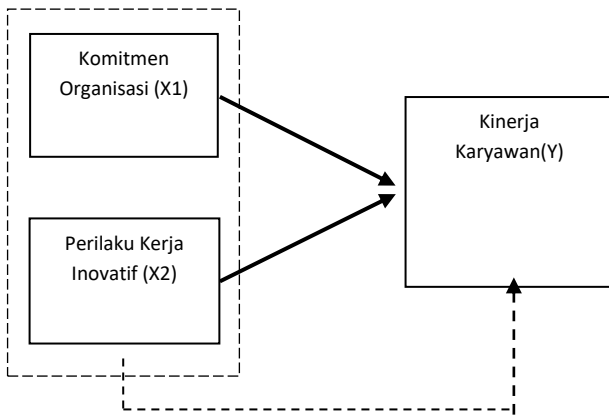 Komitmen
Organisasi (X1)
Kinerja
Karyawan(Y)
Perilaku Kerja
Inovatif (X2)